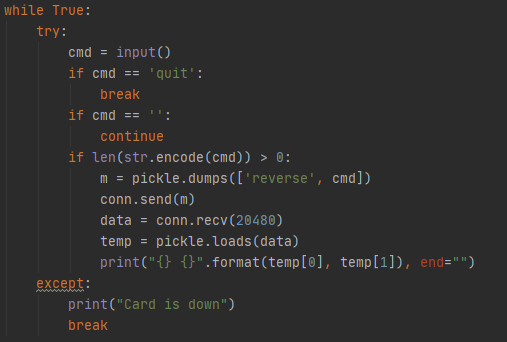 while True:
    try:
        cmd = input()
        if cmd == 'quit':
            break
        if cmd == '':
            continue
        if len(str.encode(cmd)) > 0:
            m = pickle.dumps(['reverse', cmd])
            conn.send(m)
            data = conn.recv(20480)
            temp = pickle.loads(data)
            print("{} {}".format(temp[0], temp[1]), end="")
    except:
        print("Card is down")
        break